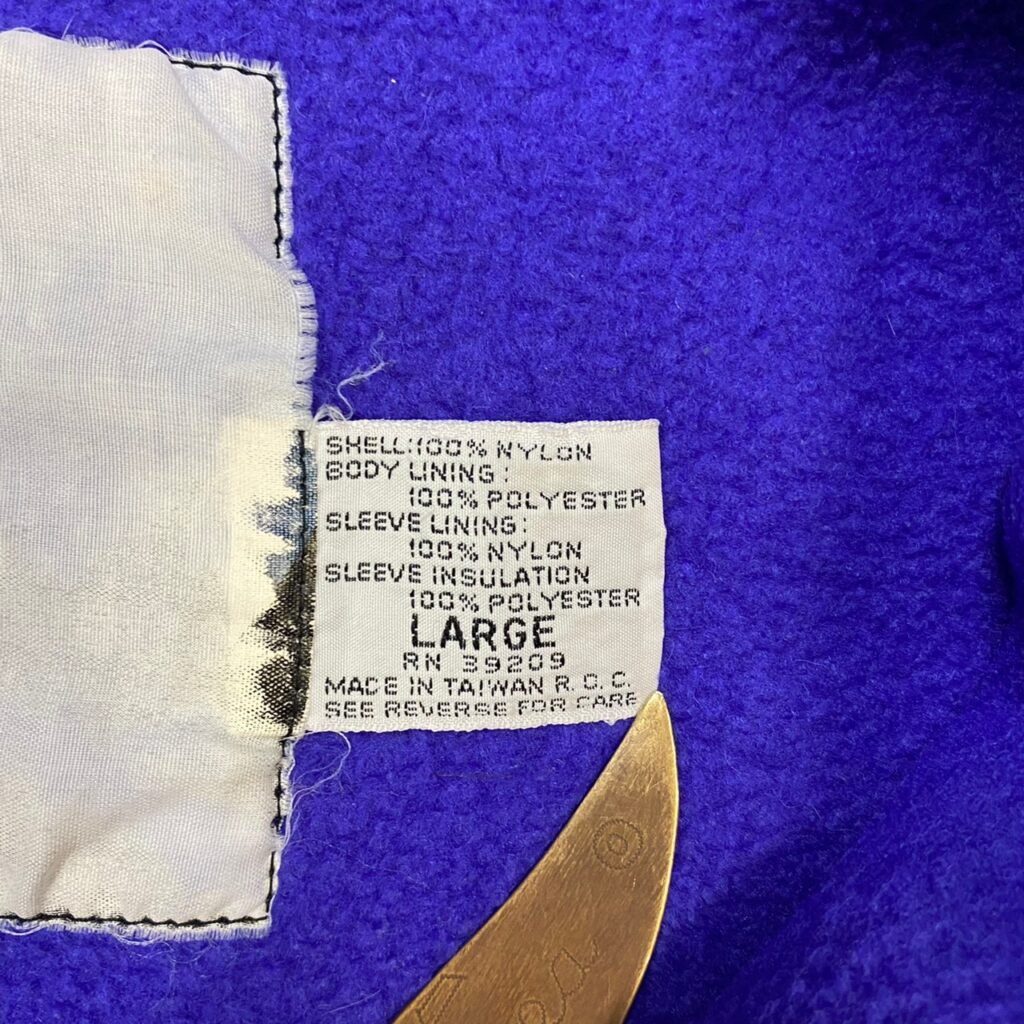 SHELL:100% NYLON
BODY LINING:
100% POLYESTER
SLEEVE LINING:
100% NYLON
SLEEVE INSULATION
100% POLYESTER
LARGE
RN 39209
MADE IN TAIWAN R.O.C.
SEE REVERSE FOR CARE